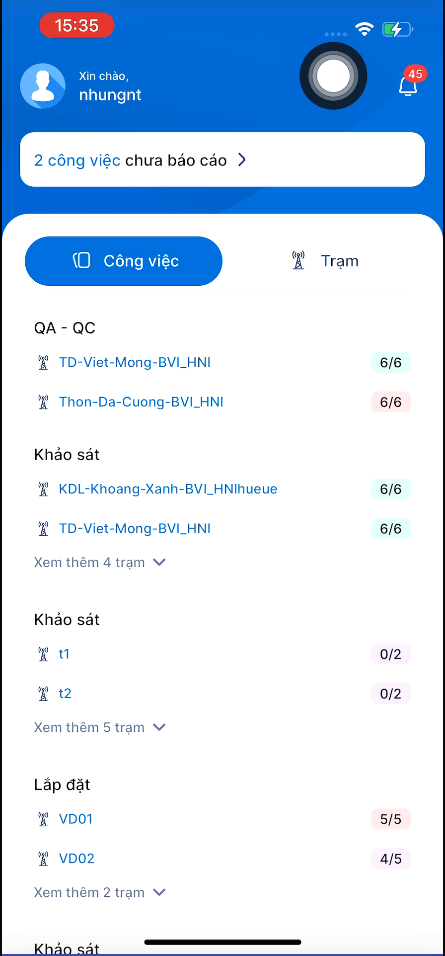 15:35
Xin chào,
nhungnt
45
2 công việc chưa báo cáo
Công việc
Trạm
QA - QC
TD-Viet-Mong-BVI_HNI 6/6
Thon-Da-Cuong-BVI_HNI 6/6
Khảo sát
KDL-Khoang-Xanh-BVI_HNIhueue 6/6
TD-Viet-Mong-BVI_HNI 6/6
Xem thêm 4 trạm
Khảo sát
t1 0/2
t2 0/2
Xem thêm 5 trạm
Lắp đặt
VD01 5/5
VD02 4/5
Xem thêm 2 trạm
Khảo sát